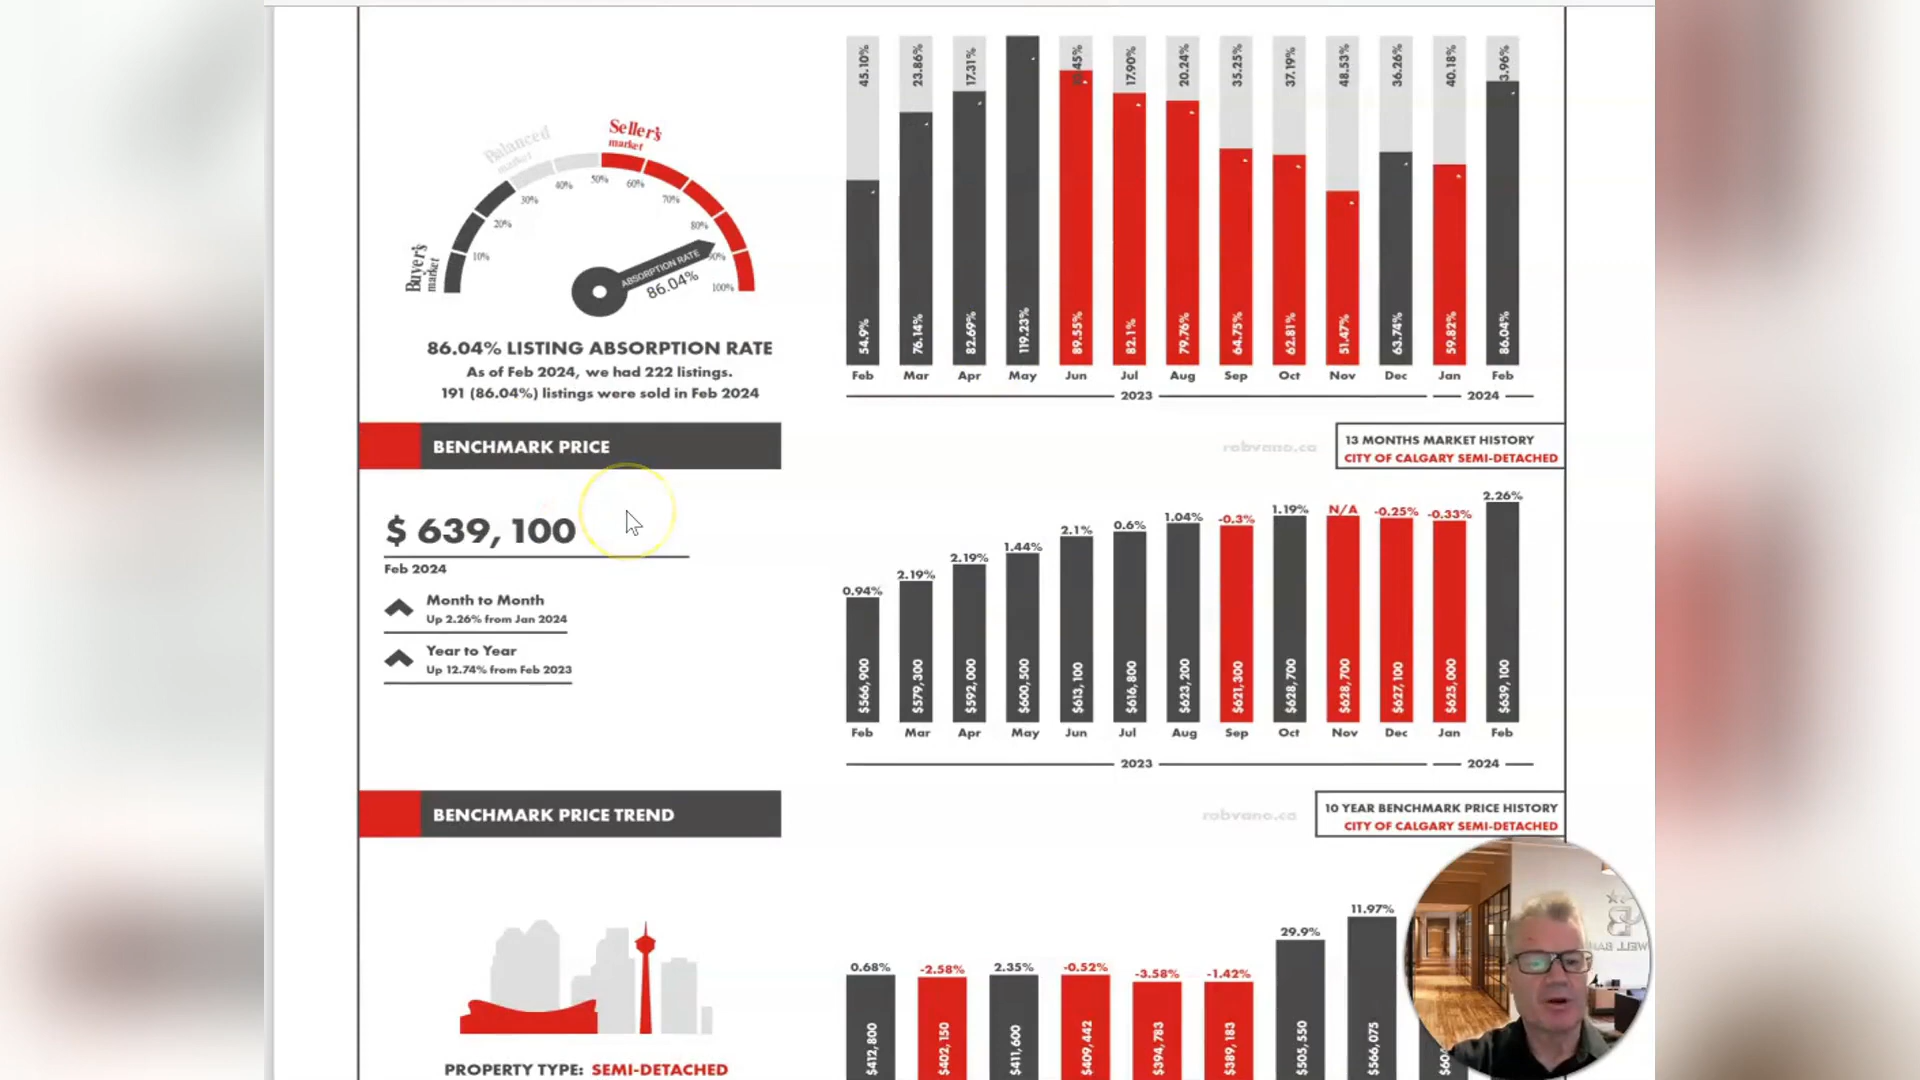 45.10% 23.86% 17.31% 17.90% 20.24% 35.25% 37.19% 48.53% 36.26% 40.18%
Balanced
market
Seller's
market
Buyer's
market
10% 20% 30% 40% 50% 60% 70% 80% 90% 100%
ABSORPTION RATE
86.04%
54.9% 76.14% 82.69% 119.23% 89.55% 82.1% 79.76% 64.75% 62.81% 51.47% 63.74% 59.82% 86.04%
Feb Mar Apr May Jun Jul Aug Sep Oct Nov Dec Jan Feb
2023 2024
86.04% LISTING ABSORPTION RATE
As of Feb 2024, we had 222 listings.
191 (86.04%) listings were sold in Feb 2024
BENCHMARK PRICE
robvano.ca
13 MONTHS MARKET HISTORY
CITY OF CALGARY SEMI-DETACHED
$ 639, 100
Feb 2024
Month to Month
Up 2.26% from Jan 2024
Year to Year
Up 12.74% from Feb 2023
0.94% 2.19% 2.19% 1.44% 2.1% 0.6% 1.04% -0.3% 1.19% N/A -0.25% -0.33% 2.26%
$566,900 $579,300 $592,000 $600,500 $613,100 $616,800 $623,200 $621,300 $628,700 $628,700 $627,100 $625,000 $639,100
Feb Mar Apr May Jun Jul Aug Sep Oct Nov Dec Jan Feb
2023 2024
BENCHMARK PRICE TREND
robvano.ca
10 YEAR BENCHMARK PRICE HISTORY
CITY OF CALGARY SEMI-DETACHED
0.68% -2.58% 2.35% -0.52% -3.58% -1.42% 29.9% 11.97%
$412,800 $402,150 $411,600 $409,442 $394,783 $389,183 $505,550 $566,075
PROPERTY TYPE: SEMI-DETACHED